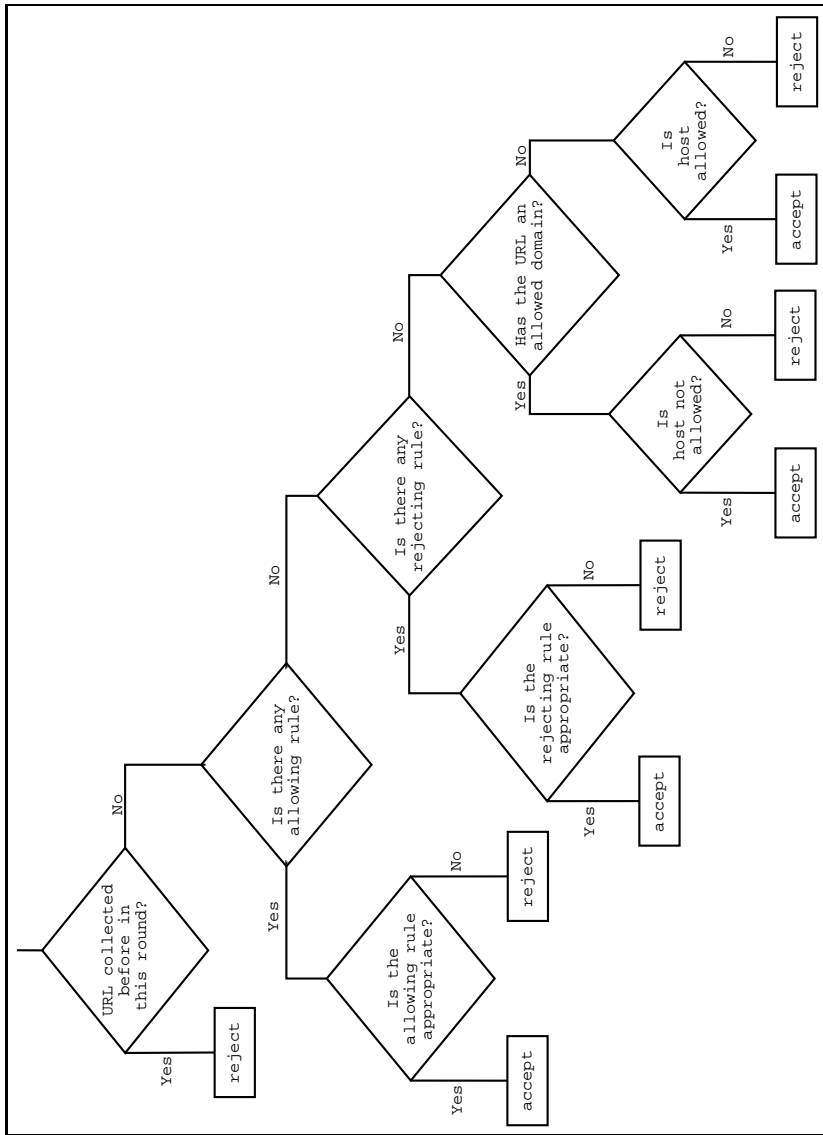 URL collected
before in
this round?
Yes
No
reject
Is there any
allowing rule?
Yes
No
Is the
allowing rule
appropriate?
Yes
No
accept
reject
Is there any
rejecting rule?
Yes
No
Is the
rejecting rule
appropriate?
Yes
No
accept
reject
Has the URL an
allowed domain?
Yes
No
Is
host not
allowed?
Yes
No
accept
reject
Is
host
allowed?
Yes
No
accept
reject